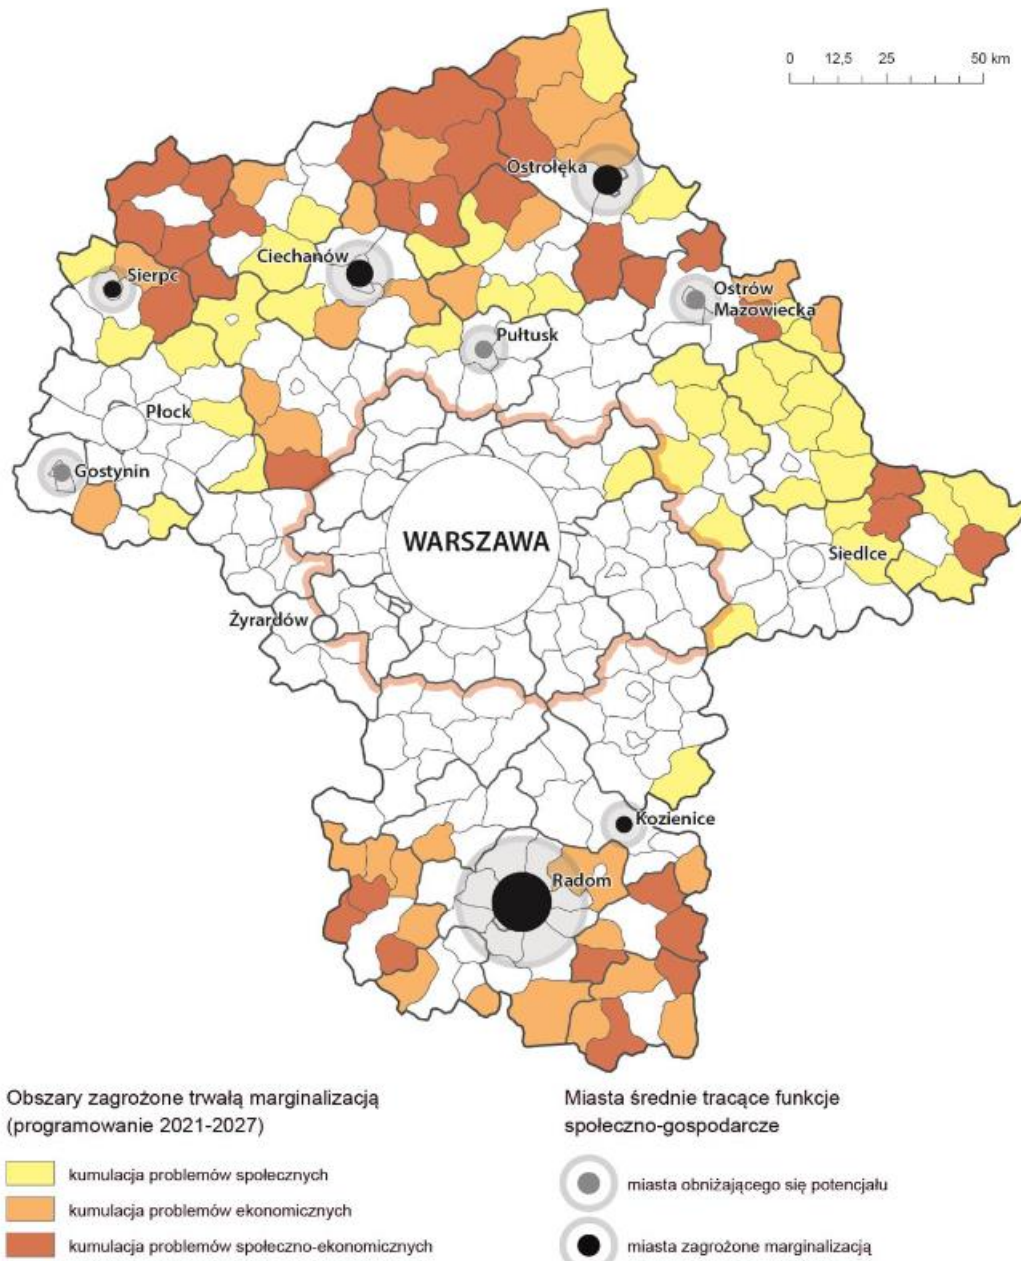 0 12,5 25 50 km
Ostrołęka
Ciechanów
Sierpc
Ostrów
Mazowiecka
Pułtusk
Płock
Gostynin
WARSZAWA
Siedlce
Żyrardów
Kozienice
Radom
Obszary zagrożone trwałą marginalizacją
(programowanie 2021-2027)
kumulacja problemów społecznych
kumulacja problemów ekonomicznych
kumulacja problemów społeczno-ekonomicznych
Miasta średnie tracące funkcje
społeczno-gospodarcze
miasta obniżającego się potencjału
miasta zagrożone marginalizacją